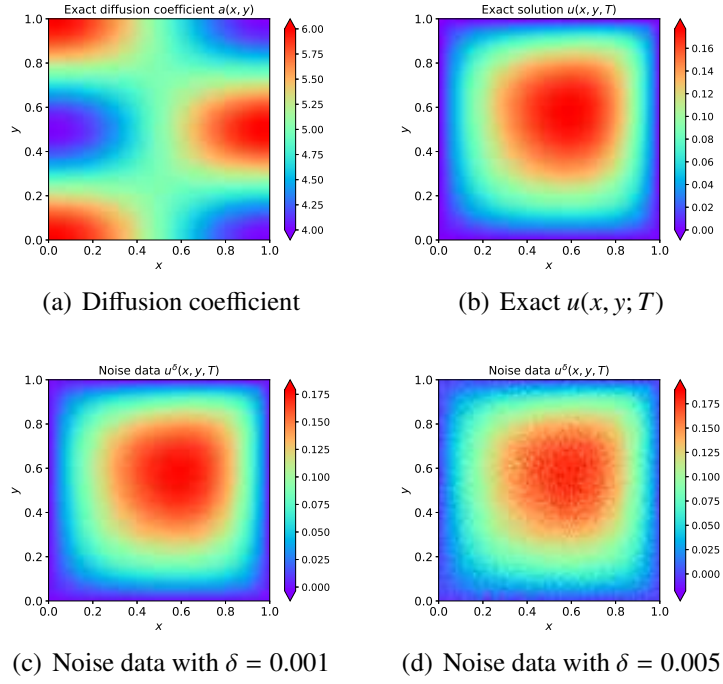 Exact diffusion coefficient a(x, y)
1.0
0.8
0.6
0.4
0.2
0.0
y
0.0 0.2 0.4 0.6 0.8 1.0
x
6.00
5.75
5.50
5.25
5.00
4.75
4.50
4.25
4.00
(a) Diffusion coefficient
Exact solution u(x, y, T)
1.0
0.8
0.6
0.4
0.2
0.0
y
0.0 0.2 0.4 0.6 0.8 1.0
x
0.16
0.14
0.12
0.10
0.08
0.06
0.04
0.02
0.00
(b) Exact u(x, y; T)
Noise data u^δ(x, y, T)
1.0
0.8
0.6
0.4
0.2
0.0
y
0.0 0.2 0.4 0.6 0.8 1.0
x
0.175
0.150
0.125
0.100
0.075
0.050
0.025
0.000
(c) Noise data with δ = 0.001
Noise data u^δ(x, y, T)
1.0
0.8
0.6
0.4
0.2
0.0
y
0.0 0.2 0.4 0.6 0.8 1.0
x
0.175
0.150
0.125
0.100
0.075
0.050
0.025
0.000
(d) Noise data with δ = 0.005